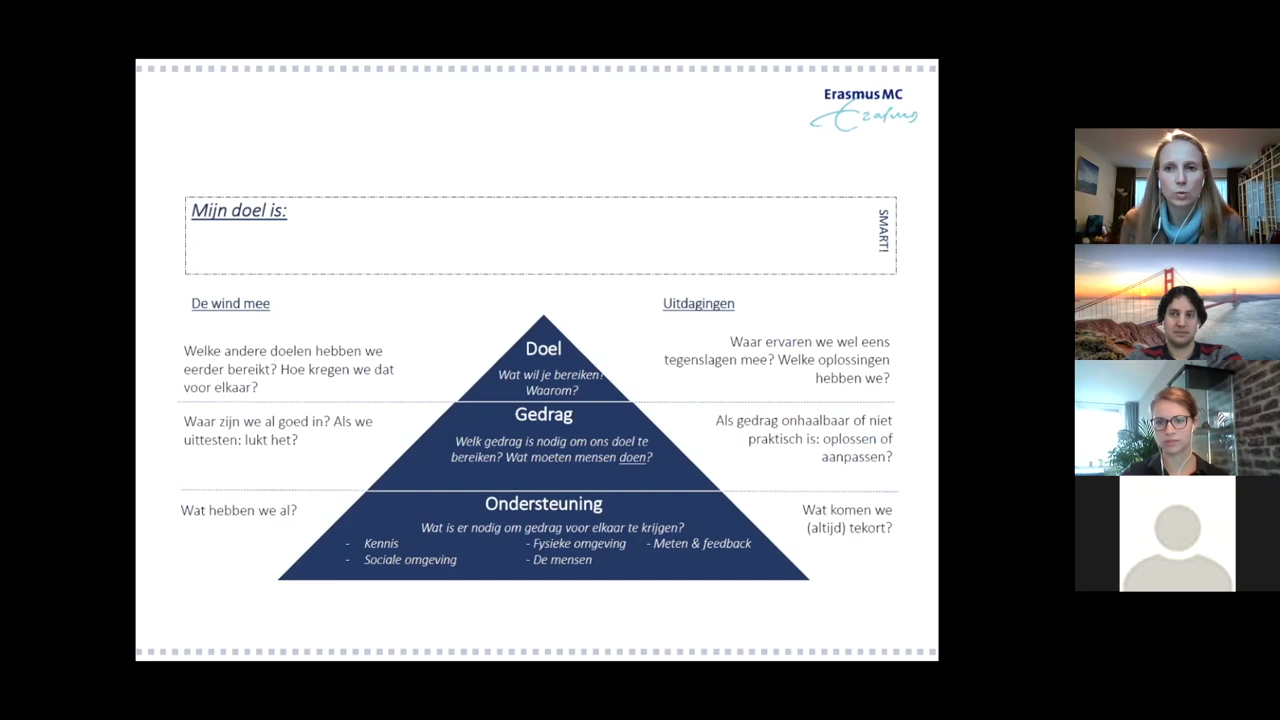 Erasmus MC
Erasmus
Mijn doel is:
SMART!
De wind mee
Uitdagingen
Welke andere doelen hebben we
eerder bereikt? Hoe kregen we dat
voor elkaar?
Doel
Wat wil je bereiken?
Waarom?
Waar ervaren we wel eens
tegenslagen mee? Welke oplossingen
hebben we?
Waar zijn we al goed in? Als we
uittesten: lukt het?
Gedrag
Welk gedrag is nodig om ons doel te
bereiken? Wat moeten mensen doen?
Als gedrag onhaalbaar of niet
praktisch is: oplossen of
aanpassen?
Wat hebben we al?
Ondersteuning
Wat is er nodig om gedrag voor elkaar te krijgen?
- Kennis - Fysieke omgeving - Meten & feedback
- Sociale omgeving - De mensen
Wat komen we
(altijd) tekort?